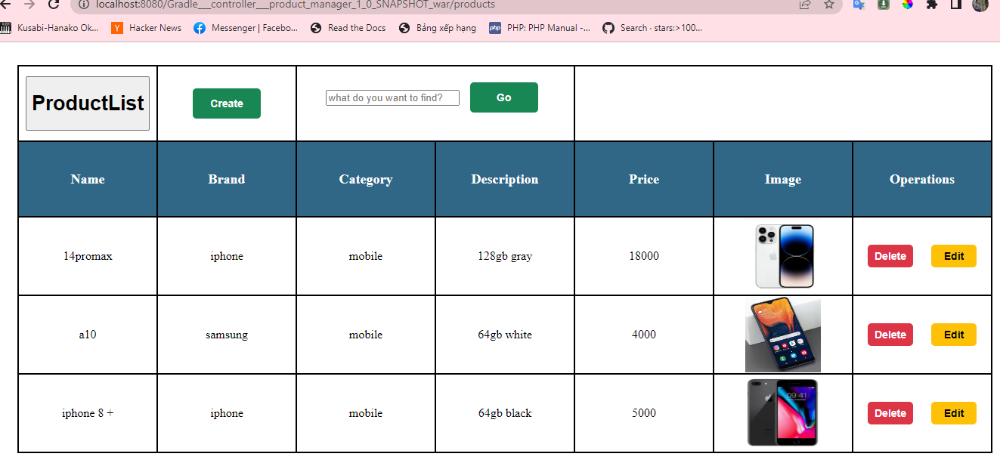 localhost:8080/Gradle___controller___product_manager_1_0_SNAPSHOT_war/products
Kusabi-Hanako Ok... Hacker News Messenger | Facebo... Read the Docs Bảng xếp hạng php PHP: PHP Manual -... Search · stars:>100...
ProductList Create what do you want to find? Go
Name Brand Category Description Price Image Operations
14promax iphone mobile 128gb gray 18000 Delete Edit
a10 samsung mobile 64gb white 4000 Delete Edit
iphone 8 + iphone mobile 64gb black 5000 09:41 Delete Edit